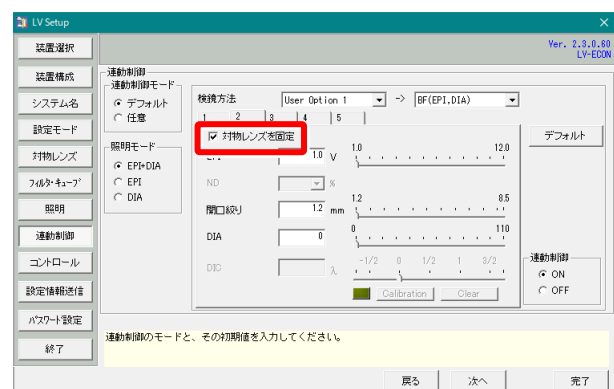 LV Setup
Ver. 2.3.0.60
LV-ECON
装置選択
装置構成
システム名
設定モード
対物レンズ
フィルタ・キューブ
照明
連動制御
コントロール
設定情報送信
パスワード設定
終了
連動制御
連動制御モード
デフォルト
任意
照明モード
EPI+DIA
EPI
DIA
検鏡方法 User Option 1 -> BF(EPI,DIA)
1 2 3 4 5
対物レンズを固定
1.0 V 1.0 12.0
ND %
開口絞り 1.2 mm 1.2 8.5
DIA 0 0 110
DIC λ -1/2 0 1/2 1 3/2
Calibration Clear
デフォルト
連動制御
ON
OFF
連動制御のモードと、その初期値を入力してください。
戻る 次へ 完了